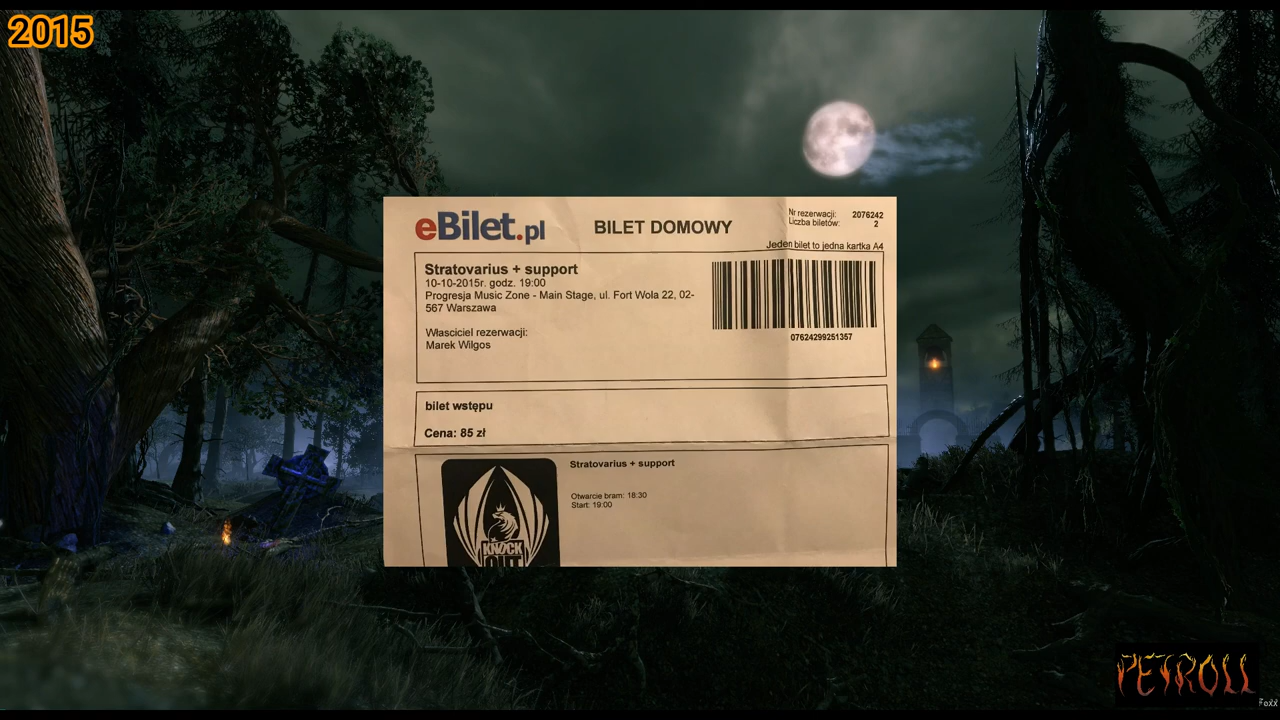 2015
eBilet.pl
BILET DOMOWY
Nr rezerwacji: 2076242
Liczba biletów: 2
Jeden bilet to jedna kartka A4
Stratovarius + support
10-10-2015r. godz. 19:00
Progresja Music Zone - Main Stage, ul. Fort Wola 22, 02-
567 Warszawa
Własciciel rezerwacji:
Marek Wilgos
07624299251357
bilet wstępu
Cena: 85 zł
Stratovarius + support
Otwarcie bram: 18:30
Start: 19:00
KNOCK
OUT
PETROLL
Foxx